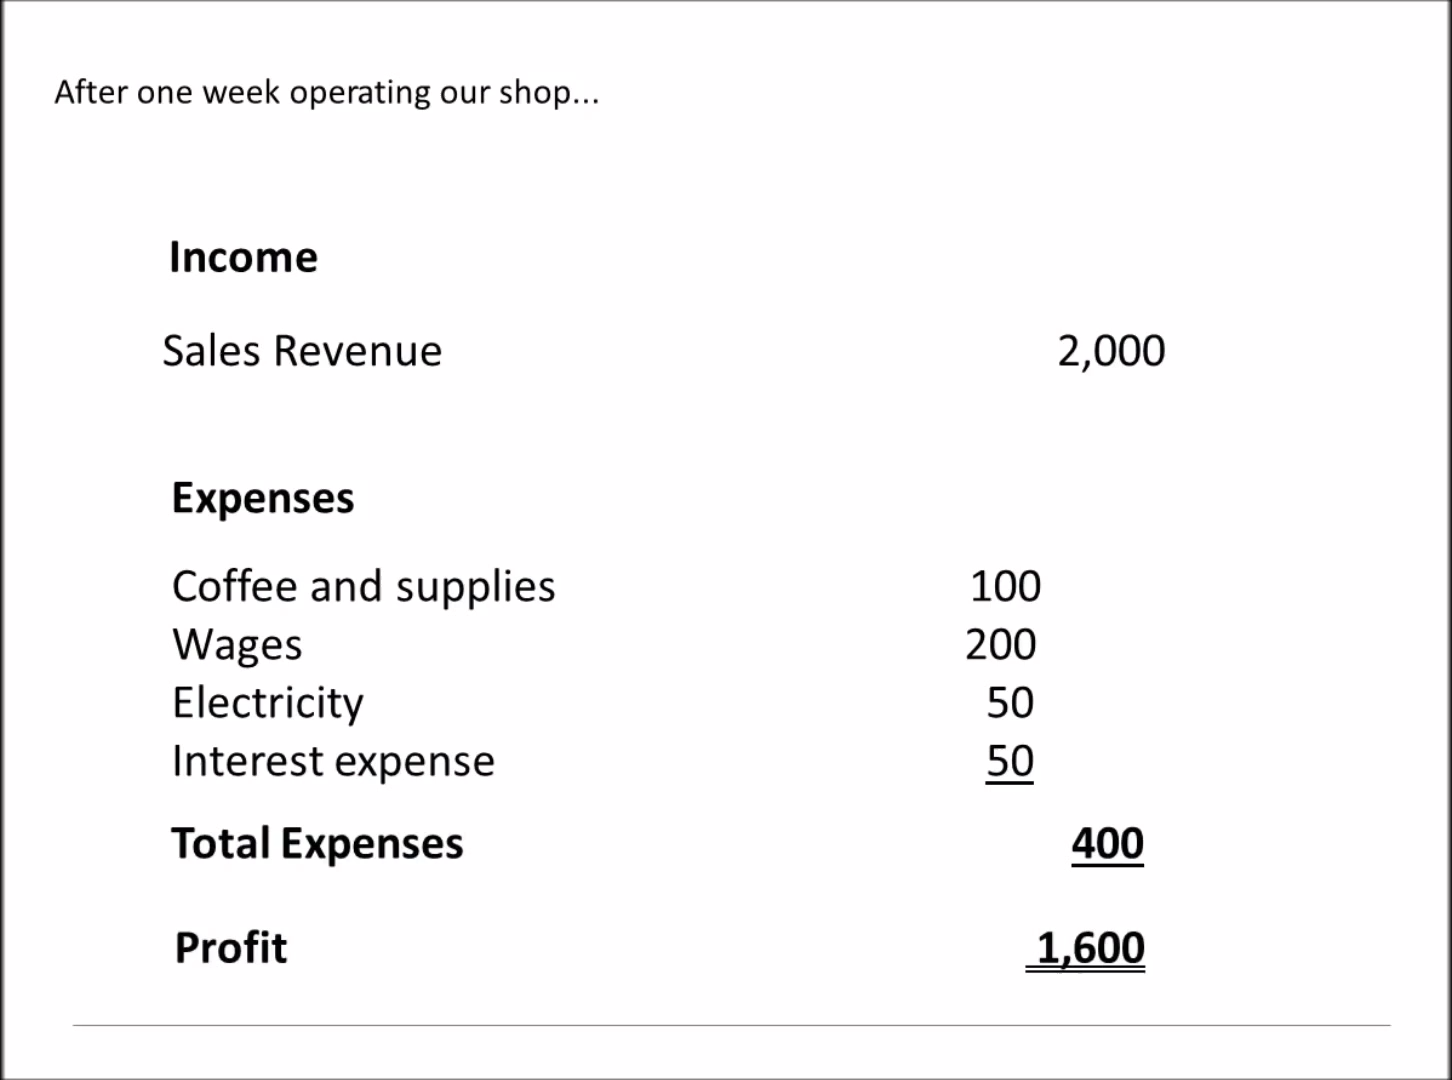 After one week operating our shop...
Income
Sales Revenue 2,000
Expenses
Coffee and supplies 100
Wages 200
Electricity 50
Interest expense 50
Total Expenses 400
Profit 1,600